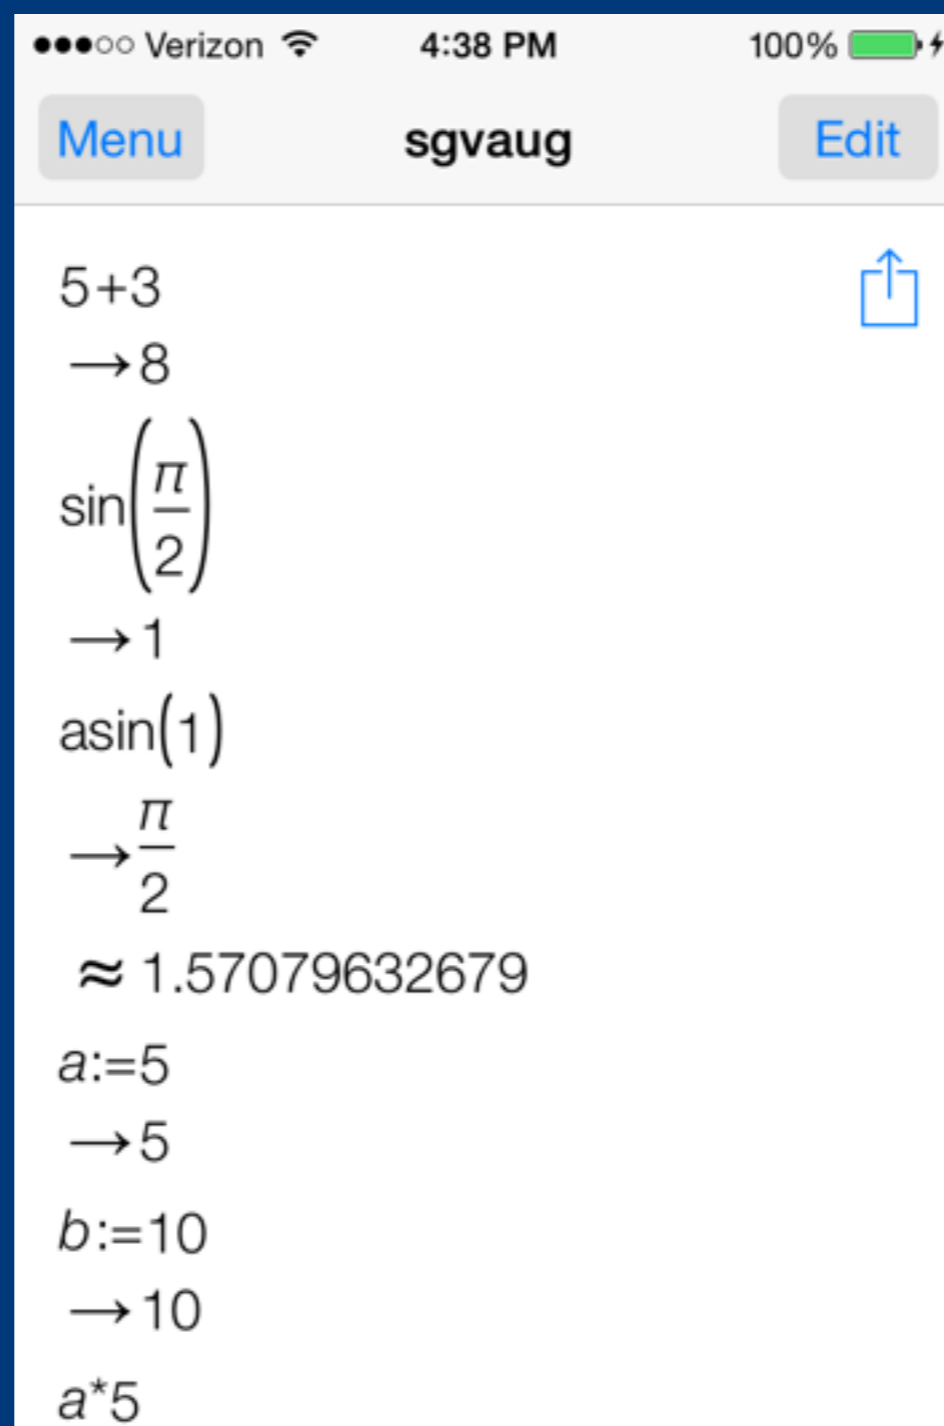 ●●●○○ Verizon 4:38 PM 100%
Menu sgvaug Edit
5+3
→8
sin(π/2)
→1
asin(1)
→π/2
≈ 1.57079632679
a:=5
→5
b:=10
→10
a*5